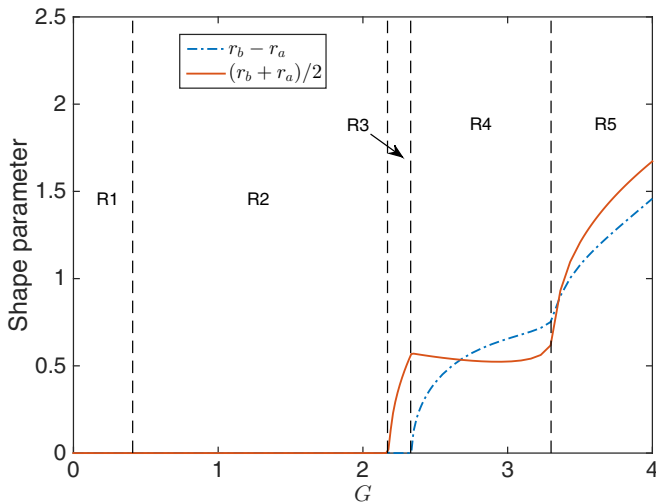 2.5
2
1.5
1
0.5
0
Shape parameter
r_b − r_a
(r_b + r_a)/2
R1
R2
R3
R4
R5
0 1 2 3 4
G